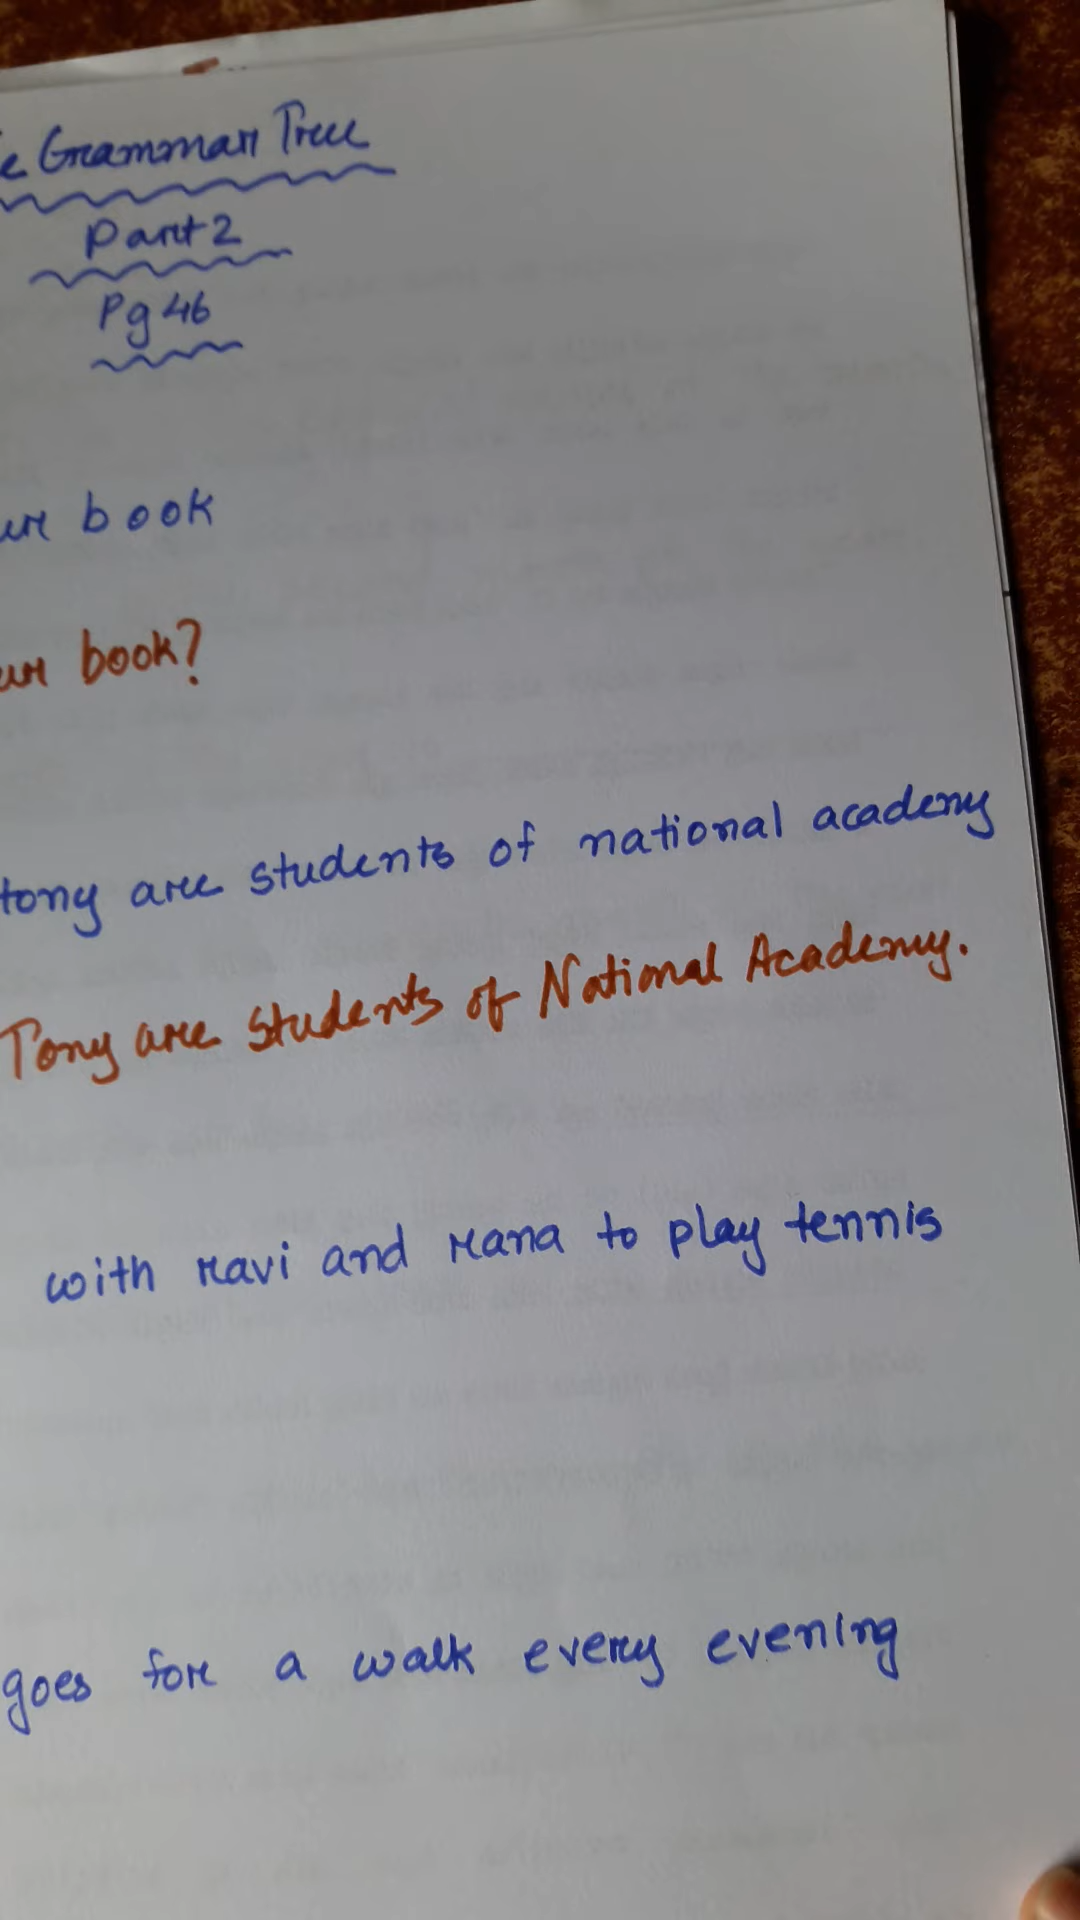 Grammar Tree
Part 2
Pg 46
book
book?
tony are students of national academy
Tony are Students of National Academy.
with ravi and rana to play tennis
goes for a walk every evening